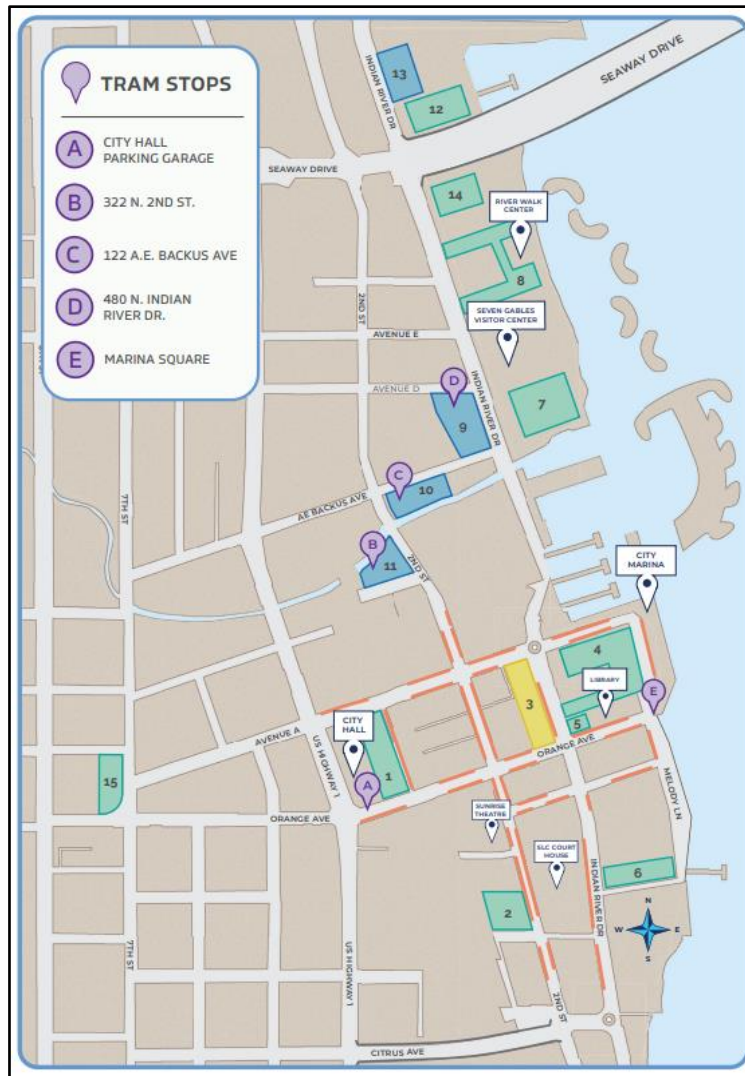 TRAM STOPS
A
CITY HALL
PARKING GARAGE
B
322 N. 2ND ST.
C
122 A.E. BACKUS AVE
D
480 N. INDIAN
RIVER DR.
E
MARINA SQUARE
INDIAN RIVER DR
13
12
SEAWAY DRIVE
SEAWAY DRIVE
14
RIVER WALK
CENTER
8
2ND ST
SEVEN GABLES
VISITOR CENTER
AVENUE E
AVENUE D
D
INDIAN RIVER DR
7
9
7TH ST
C
10
AE BACKUS AVE
B
11
2ND ST
CITY
MARINA
4
LIBRARY
E
3
5
CITY
HALL
AVENUE A
US HIGHWAY 1
ORANGE AVE
15
1
A
ORANGE AVE
MELODY LN
SUNRISE
THEATRE
SLC COURT
HOUSE
INDIAN RIVER DR
6
2
N
W
E
S
7TH ST
US HIGHWAY 1
2ND ST
CITRUS AVE